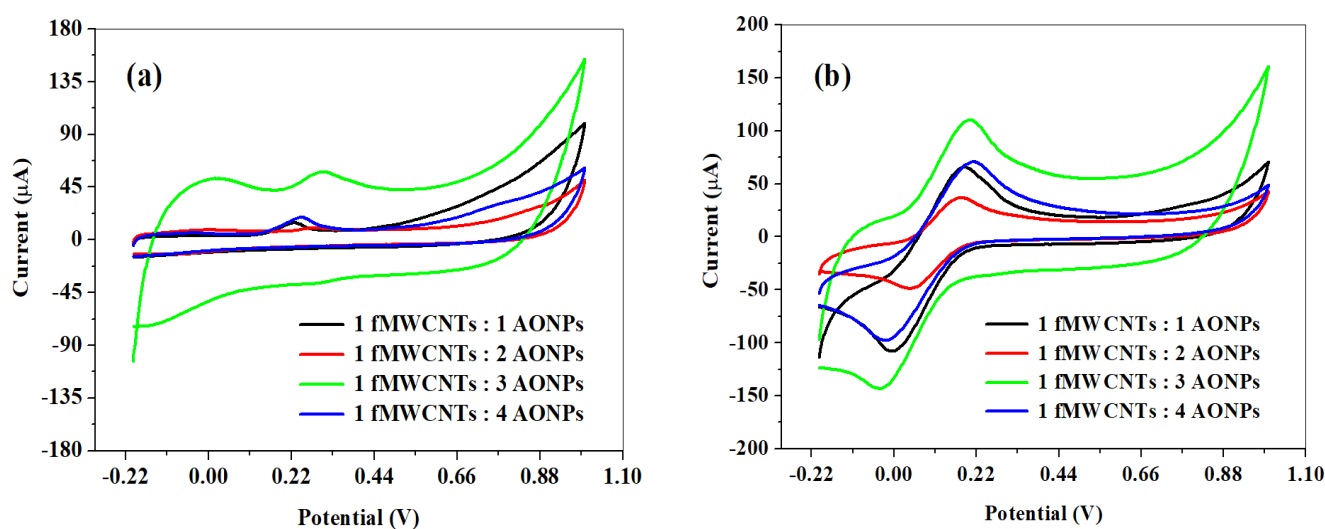 (a)
Current (μA)
180
135
90
45
0
-45
-90
-135
-180
1 fMWCNTs : 1 AONPs
1 fMWCNTs : 2 AONPs
1 fMWCNTs : 3 AONPs
1 fMWCNTs : 4 AONPs
-0.22 0.00 0.22 0.44 0.66 0.88 1.10
Potential (V)
(b)
Current (μA)
200
150
100
50
0
-50
-100
-150
-200
1 fMWCNTs : 1 AONPs
1 fMWCNTs : 2 AONPs
1 fMWCNTs : 3 AONPs
1 fMWCNTs : 4 AONPs
-0.22 0.00 0.22 0.44 0.66 0.88 1.10
Potential (V)